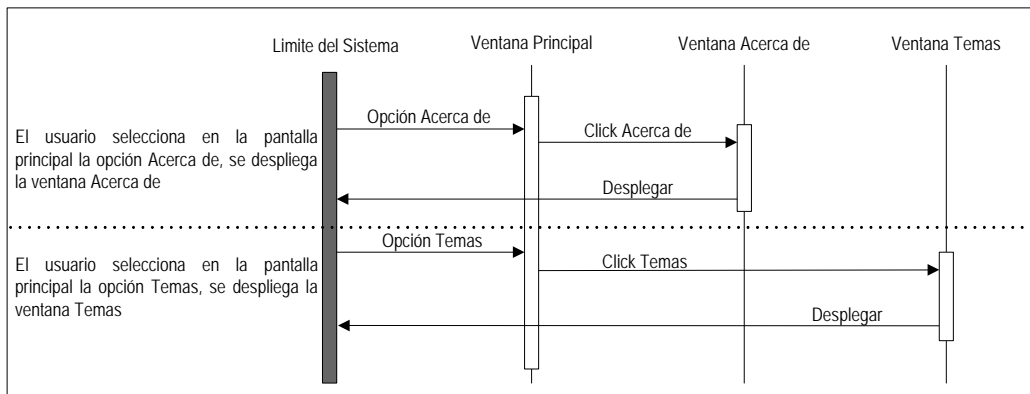 Limite del Sistema
Ventana Principal
Ventana Acerca de
Ventana Temas
El usuario selecciona en la pantalla
principal la opción Acerca de, se despliega
la ventana Acerca de
Opción Acerca de
Click Acerca de
Desplegar
El usuario selecciona en la pantalla
principal la opción Temas, se despliega la
ventana Temas
Opción Temas
Click Temas
Desplegar